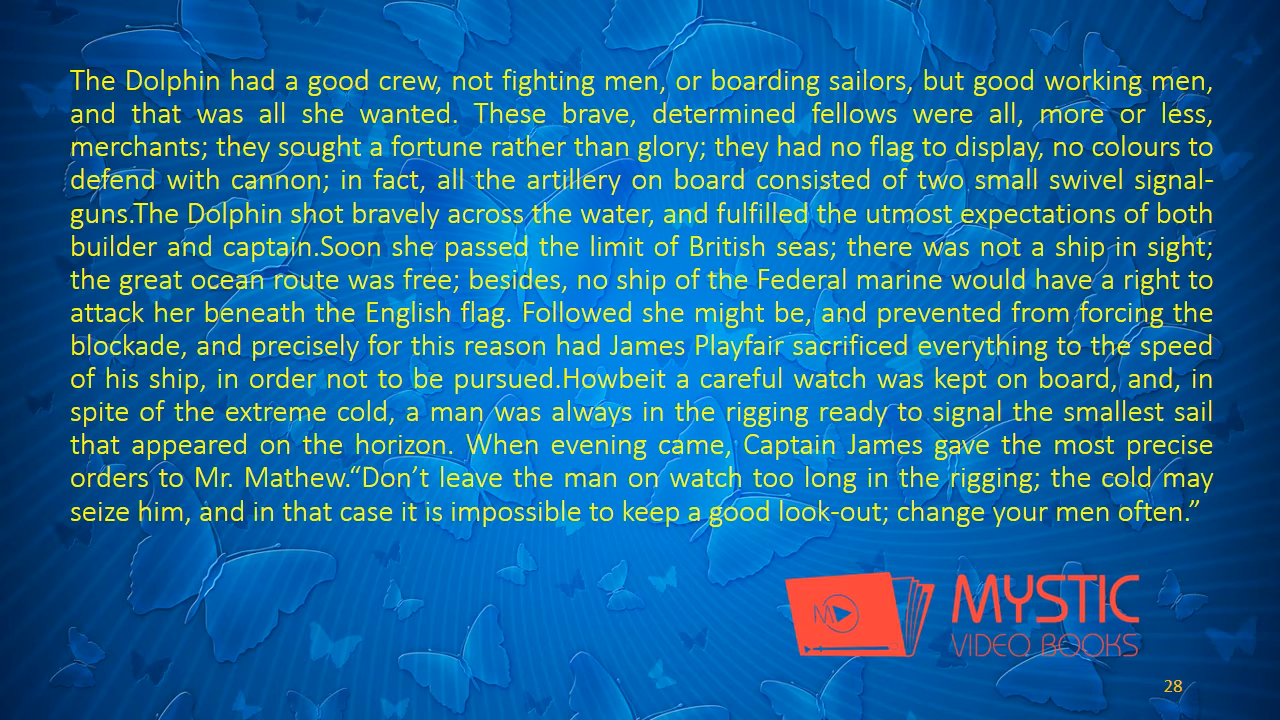 The Dolphin had a good crew, not fighting men, or boarding sailors, but good working men,
and that was all she wanted. These brave, determined fellows were all, more or less,
merchants; they sought a fortune rather than glory; they had no flag to display, no colours to
defend with cannon; in fact, all the artillery on board consisted of two small swivel signal-
guns.The Dolphin shot bravely across the water, and fulfilled the utmost expectations of both
builder and captain.Soon she passed the limit of British seas; there was not a ship in sight;
the great ocean route was free; besides, no ship of the Federal marine would have a right to
attack her beneath the English flag. Followed she might be, and prevented from forcing the
blockade, and precisely for this reason had James Playfair sacrificed everything to the speed
of his ship, in order not to be pursued.Howbeit a careful watch was kept on board, and, in
spite of the extreme cold, a man was always in the rigging ready to signal the smallest sail
that appeared on the horizon. When evening came, Captain James gave the most precise
orders to Mr. Mathew.“Don’t leave the man on watch too long in the rigging; the cold may
seize him, and in that case it is impossible to keep a good look-out; change your men often.”
M
MYSTIC
VIDEO BOOKS
28